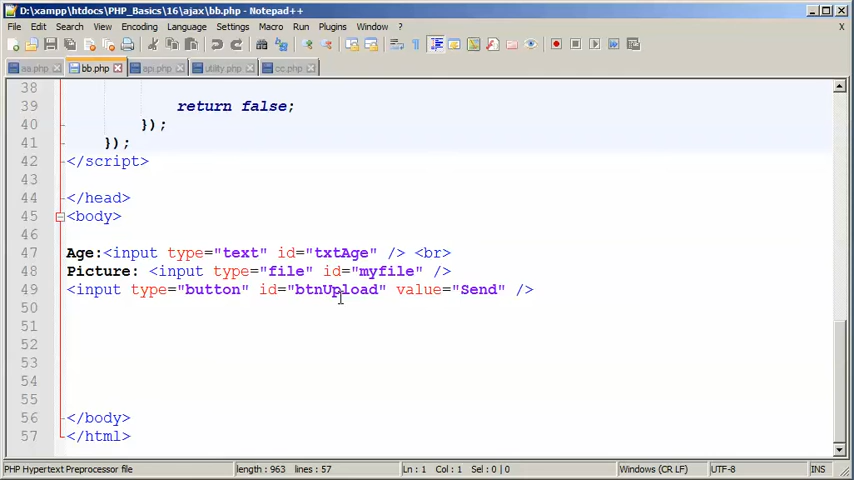 D:\xampp\htdocs\PHP_Basics\16\ajax\bb.php - Notepad++
File Edit Search View Encoding Language Settings Macro Run Plugins Window ? X
aa.php bb.php api.php utility.php cc.php
38
39 return false;
40 });
41 });
42 </script>
43
44 </head>
45 <body>
46
47 Age:<input type="text" id="txtAge" /> <br>
48 Picture: <input type="file" id="myfile" />
49 <input type="button" id="btnUpload" value="Send" />
50
51
52
53
54
55
56 </body>
57 </html>
PHP Hypertext Preprocessor file length : 963 lines : 57 Ln : 1 Col : 1 Sel : 0 | 0 Windows (CR LF) UTF-8 INS